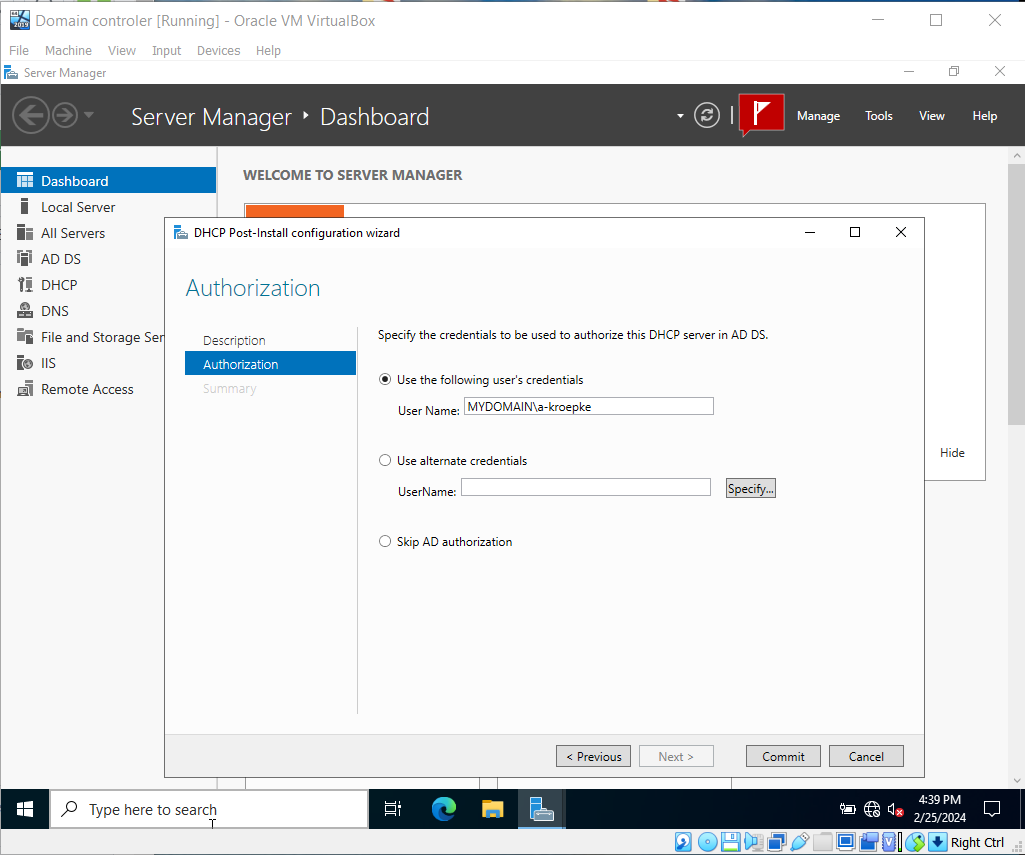 Domain controler [Running] - Oracle VM VirtualBox
File Machine View Input Devices Help
Server Manager
Server Manager Dashboard
Manage Tools View Help
WELCOME TO SERVER MANAGER
Dashboard
Local Server
All Servers
AD DS
DHCP
DNS
File and Storage Ser
IIS
Remote Access
DHCP Post-Install configuration wizard
Authorization
Description
Authorization
Summary
Specify the credentials to be used to authorize this DHCP server in AD DS.
Use the following user's credentials
User Name: MYDOMAIN\a-kroepke
Use alternate credentials
UserName: Specify...
Skip AD authorization
Hide
< Previous Next > Commit Cancel
Type here to search
4:39 PM
2/25/2024
Right Ctrl